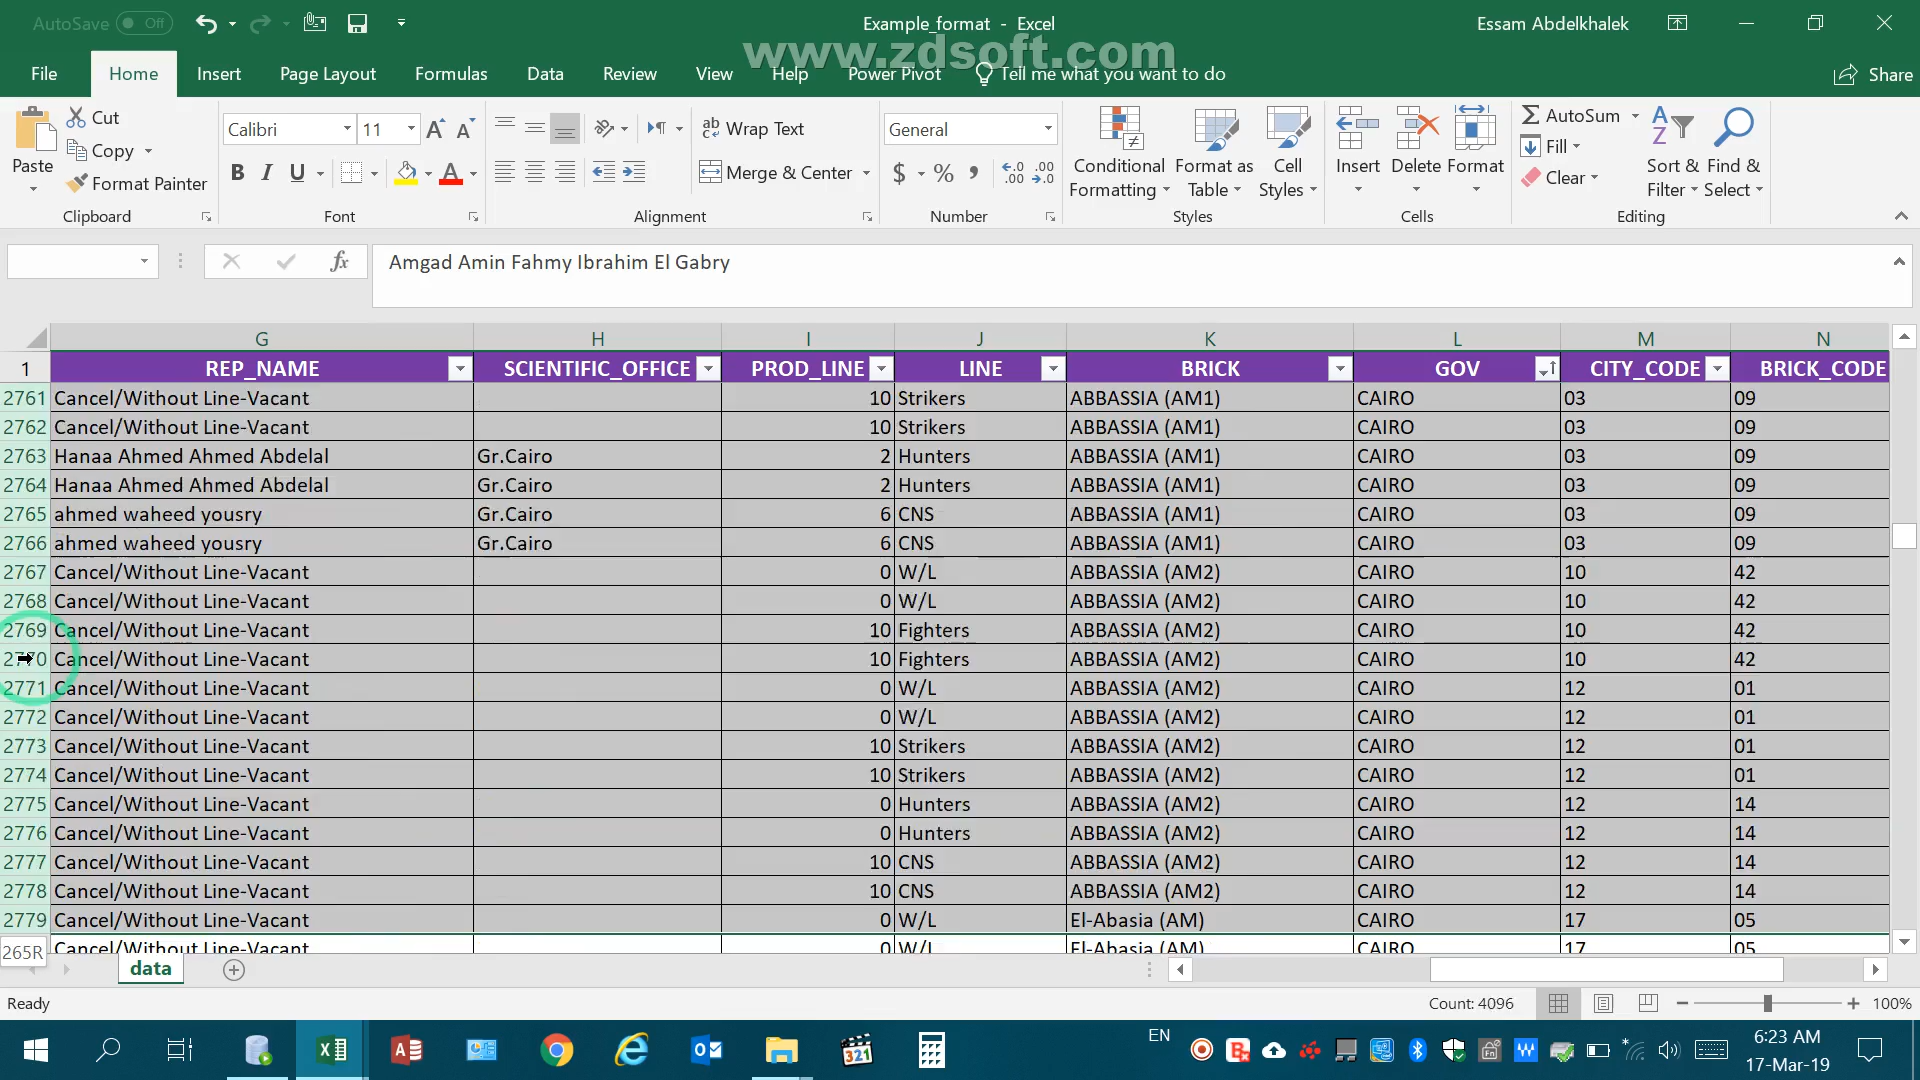 AutoSave Off
Example_format - Excel
Essam Abdelkhalek
www.zdsoft.com
File Home Insert Page Layout Formulas Data Review View Help Power Pivot Tell me what you want to do Share
Paste
Cut
Copy
Format Painter
Clipboard
Calibri 11
B I U
Font
Wrap Text
Merge & Center
Alignment
General
$ % ,
Number
Conditional Formatting
Format as Table
Cell Styles
Styles
Insert Delete Format
Cells
AutoSum
Fill
Clear
Sort & Filter
Find & Select
Editing
fx Amgad Amin Fahmy Ibrahim El Gabry
G H I J K L M N
1 REP_NAME SCIENTIFIC_OFFICE PROD_LINE LINE BRICK GOV CITY_CODE BRICK_CODE
2761 Cancel/Without Line-Vacant 10 Strikers ABBASSIA (AM1) CAIRO 03 09
2762 Cancel/Without Line-Vacant 10 Strikers ABBASSIA (AM1) CAIRO 03 09
2763 Hanaa Ahmed Ahmed Abdelal Gr.Cairo 2 Hunters ABBASSIA (AM1) CAIRO 03 09
2764 Hanaa Ahmed Ahmed Abdelal Gr.Cairo 2 Hunters ABBASSIA (AM1) CAIRO 03 09
2765 ahmed waheed yousry Gr.Cairo 6 CNS ABBASSIA (AM1) CAIRO 03 09
2766 ahmed waheed yousry Gr.Cairo 6 CNS ABBASSIA (AM1) CAIRO 03 09
2767 Cancel/Without Line-Vacant 0 W/L ABBASSIA (AM2) CAIRO 10 42
2768 Cancel/Without Line-Vacant 0 W/L ABBASSIA (AM2) CAIRO 10 42
2769 Cancel/Without Line-Vacant 10 Fighters ABBASSIA (AM2) CAIRO 10 42
2770 Cancel/Without Line-Vacant 10 Fighters ABBASSIA (AM2) CAIRO 10 42
2771 Cancel/Without Line-Vacant 0 W/L ABBASSIA (AM2) CAIRO 12 01
2772 Cancel/Without Line-Vacant 0 W/L ABBASSIA (AM2) CAIRO 12 01
2773 Cancel/Without Line-Vacant 10 Strikers ABBASSIA (AM2) CAIRO 12 01
2774 Cancel/Without Line-Vacant 10 Strikers ABBASSIA (AM2) CAIRO 12 01
2775 Cancel/Without Line-Vacant 0 Hunters ABBASSIA (AM2) CAIRO 12 14
2776 Cancel/Without Line-Vacant 0 Hunters ABBASSIA (AM2) CAIRO 12 14
2777 Cancel/Without Line-Vacant 10 CNS ABBASSIA (AM2) CAIRO 12 14
2778 Cancel/Without Line-Vacant 10 CNS ABBASSIA (AM2) CAIRO 12 14
2779 Cancel/Without Line-Vacant 0 W/L El-Abasia (AM) CAIRO 17 05
265R Cancel/Without Line-Vacant 0 W/L El-Abasia (AM) CAIRO 17 05
data
Ready
Count: 4096
100%
EN
6:23 AM
17-Mar-19